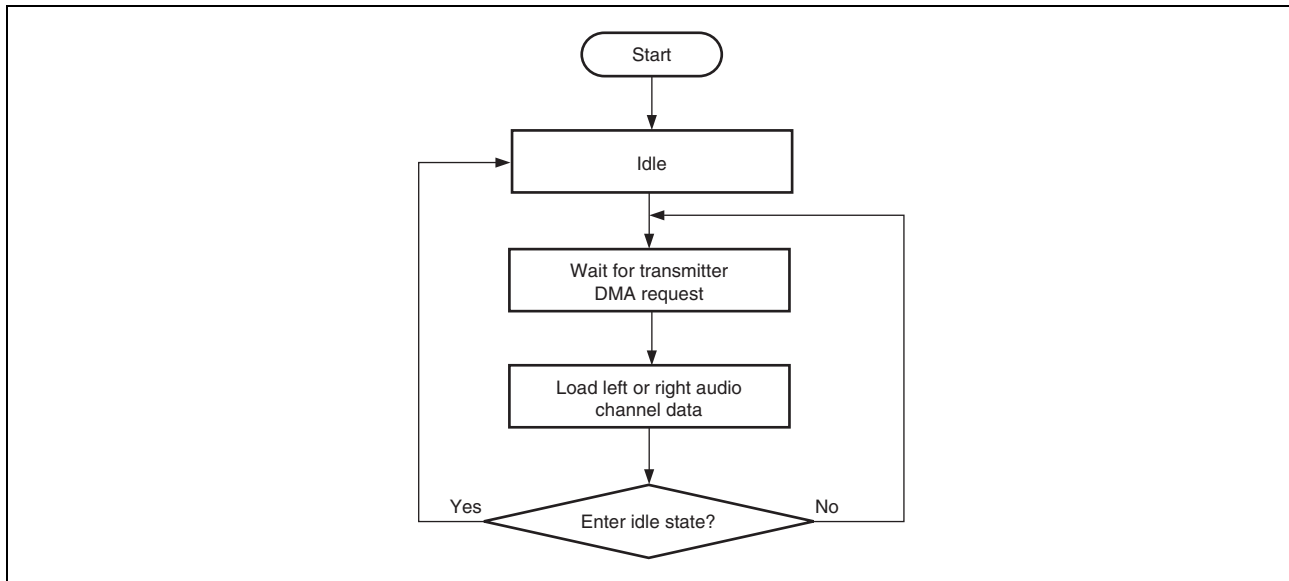 Start
Idle
Wait for transmitter
DMA request
Load left or right audio
channel data
Yes
Enter idle state?
No